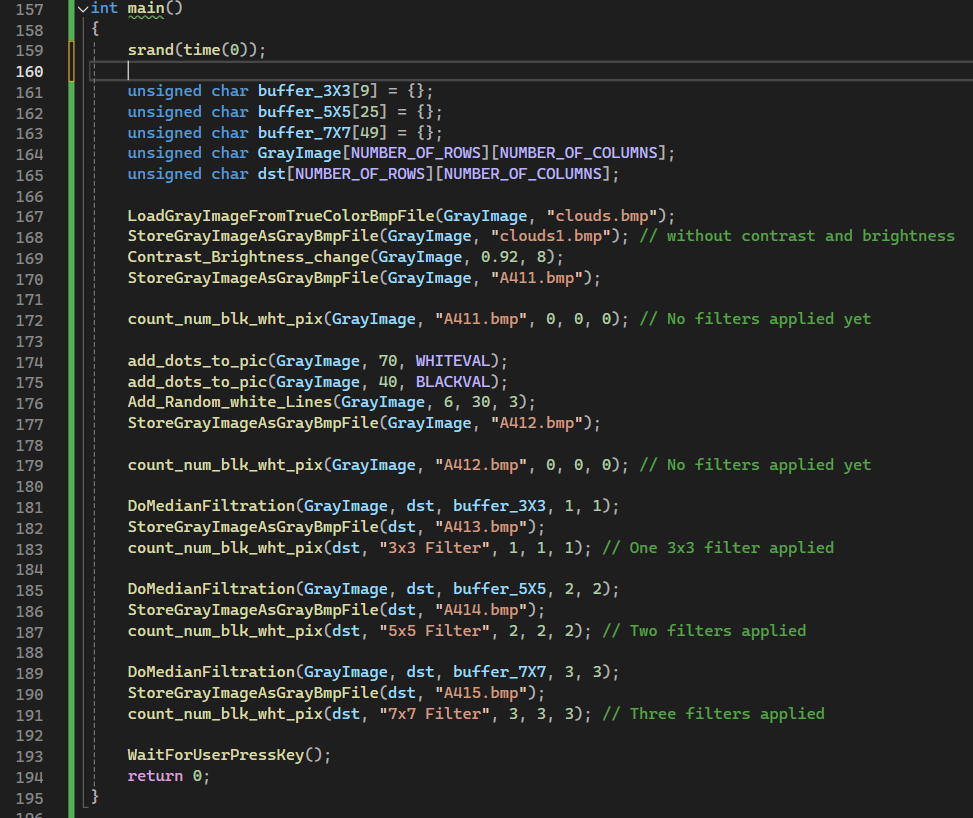 157 int main()
158 {
159 srand(time(0));
160
161 unsigned char buffer_3X3[9] = {};
162 unsigned char buffer_5X5[25] = {};
163 unsigned char buffer_7X7[49] = {};
164 unsigned char GrayImage[NUMBER_OF_ROWS][NUMBER_OF_COLUMNS];
165 unsigned char dst[NUMBER_OF_ROWS][NUMBER_OF_COLUMNS];
166
167 LoadGrayImageFromTrueColorBmpFile(GrayImage, "clouds.bmp");
168 StoreGrayImageAsGrayBmpFile(GrayImage, "clouds1.bmp"); // without contrast and brightness
169 Contrast_Brightness_change(GrayImage, 0.92, 8);
170 StoreGrayImageAsGrayBmpFile(GrayImage, "A411.bmp");
171
172 count_num_blk_wht_pix(GrayImage, "A411.bmp", 0, 0, 0); // No filters applied yet
173
174 add_dots_to_pic(GrayImage, 70, WHITEVAL);
175 add_dots_to_pic(GrayImage, 40, BLACKVAL);
176 Add_Random_white_Lines(GrayImage, 6, 30, 3);
177 StoreGrayImageAsGrayBmpFile(GrayImage, "A412.bmp");
178
179 count_num_blk_wht_pix(GrayImage, "A412.bmp", 0, 0, 0); // No filters applied yet
180
181 DoMedianFiltration(GrayImage, dst, buffer_3X3, 1, 1);
182 StoreGrayImageAsGrayBmpFile(dst, "A413.bmp");
183 count_num_blk_wht_pix(dst, "3x3 Filter", 1, 1, 1); // One 3x3 filter applied
184
185 DoMedianFiltration(GrayImage, dst, buffer_5X5, 2, 2);
186 StoreGrayImageAsGrayBmpFile(dst, "A414.bmp");
187 count_num_blk_wht_pix(dst, "5x5 Filter", 2, 2, 2); // Two filters applied
188
189 DoMedianFiltration(GrayImage, dst, buffer_7X7, 3, 3);
190 StoreGrayImageAsGrayBmpFile(dst, "A415.bmp");
191 count_num_blk_wht_pix(dst, "7x7 Filter", 3, 3, 3); // Three filters applied
192
193 WaitForUserPressKey();
194 return 0;
195 }